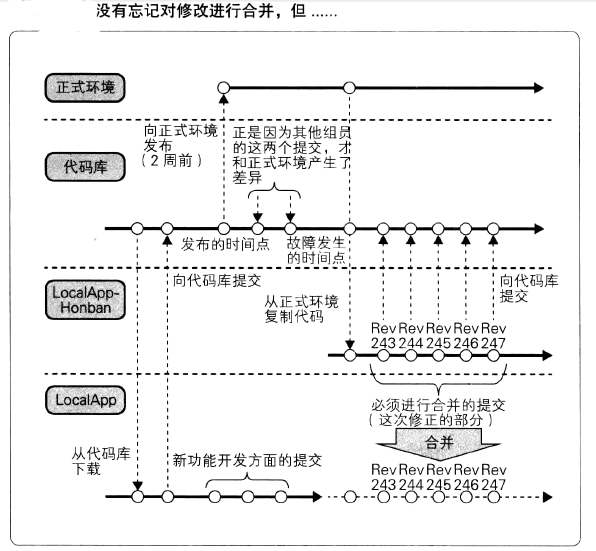 没有忘记对修改进行合并，但 ……
正式环境
向正式环境
发布
（2 周前）
正是因为其他组员
的这两个提交，才
和正式环境产生了
差异
代码库
发布的时间点
故障发生
的时间点
LocalApp-
Honban
向代码库提交
从正式环境
复制代码
向代码库
提交
Rev Rev Rev Rev Rev
243 244 245 246 247
LocalApp
必须进行合并的提交
（这次修正的部分）
合并
从代码库
下载
新功能开发方面的提交
Rev Rev Rev Rev Rev
243 244 245 246 247